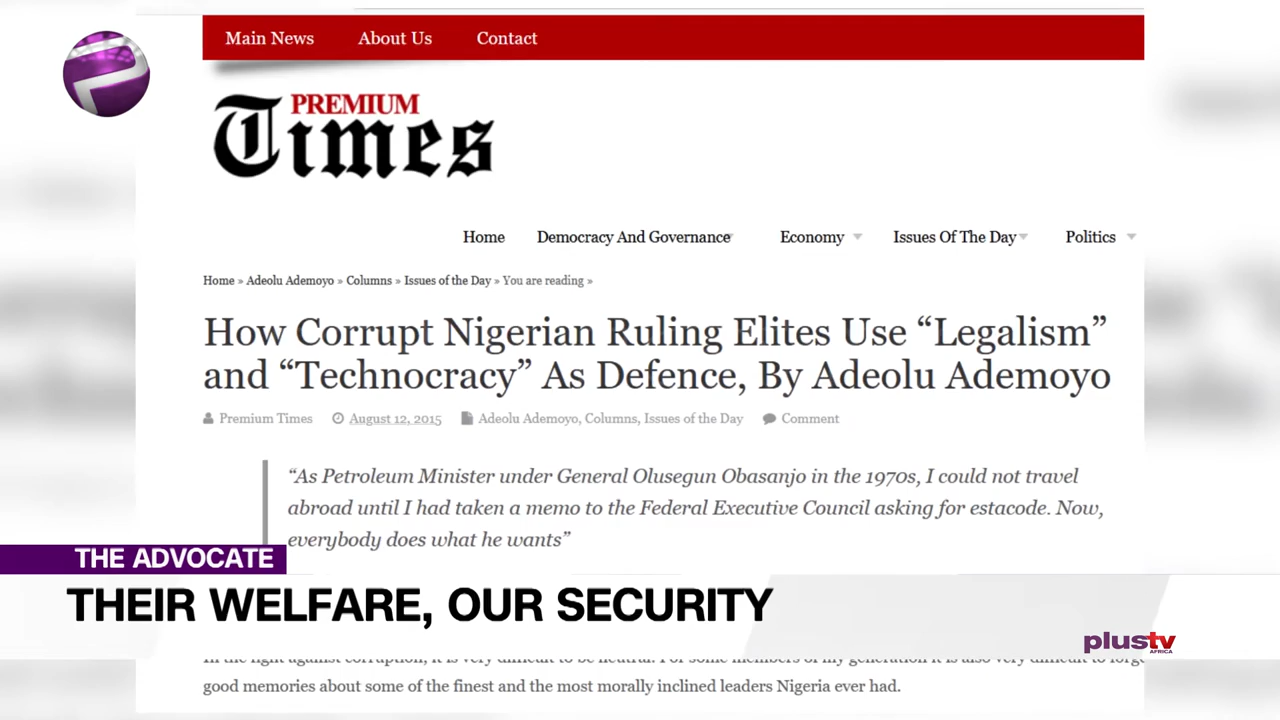 Main News About Us Contact
PREMIUM
Times
Home Democracy And Governance Economy Issues Of The Day Politics
Home » Adeolu Ademoyo » Columns » Issues of the Day » You are reading »
How Corrupt Nigerian Ruling Elites Use “Legalism”
and “Technocracy” As Defence, By Adeolu Ademoyo
Premium Times August 12, 2015 Adeolu Ademoyo, Columns, Issues of the Day Comment
“As Petroleum Minister under General Olusegun Obasanjo in the 1970s, I could not travel
abroad until I had taken a memo to the Federal Executive Council asking for estacode. Now,
everybody does what he wants”
THE ADVOCATE
THEIR WELFARE, OUR SECURITY
plustv
AFRICA
good memories about some of the finest and the most morally inclined leaders Nigeria ever had.